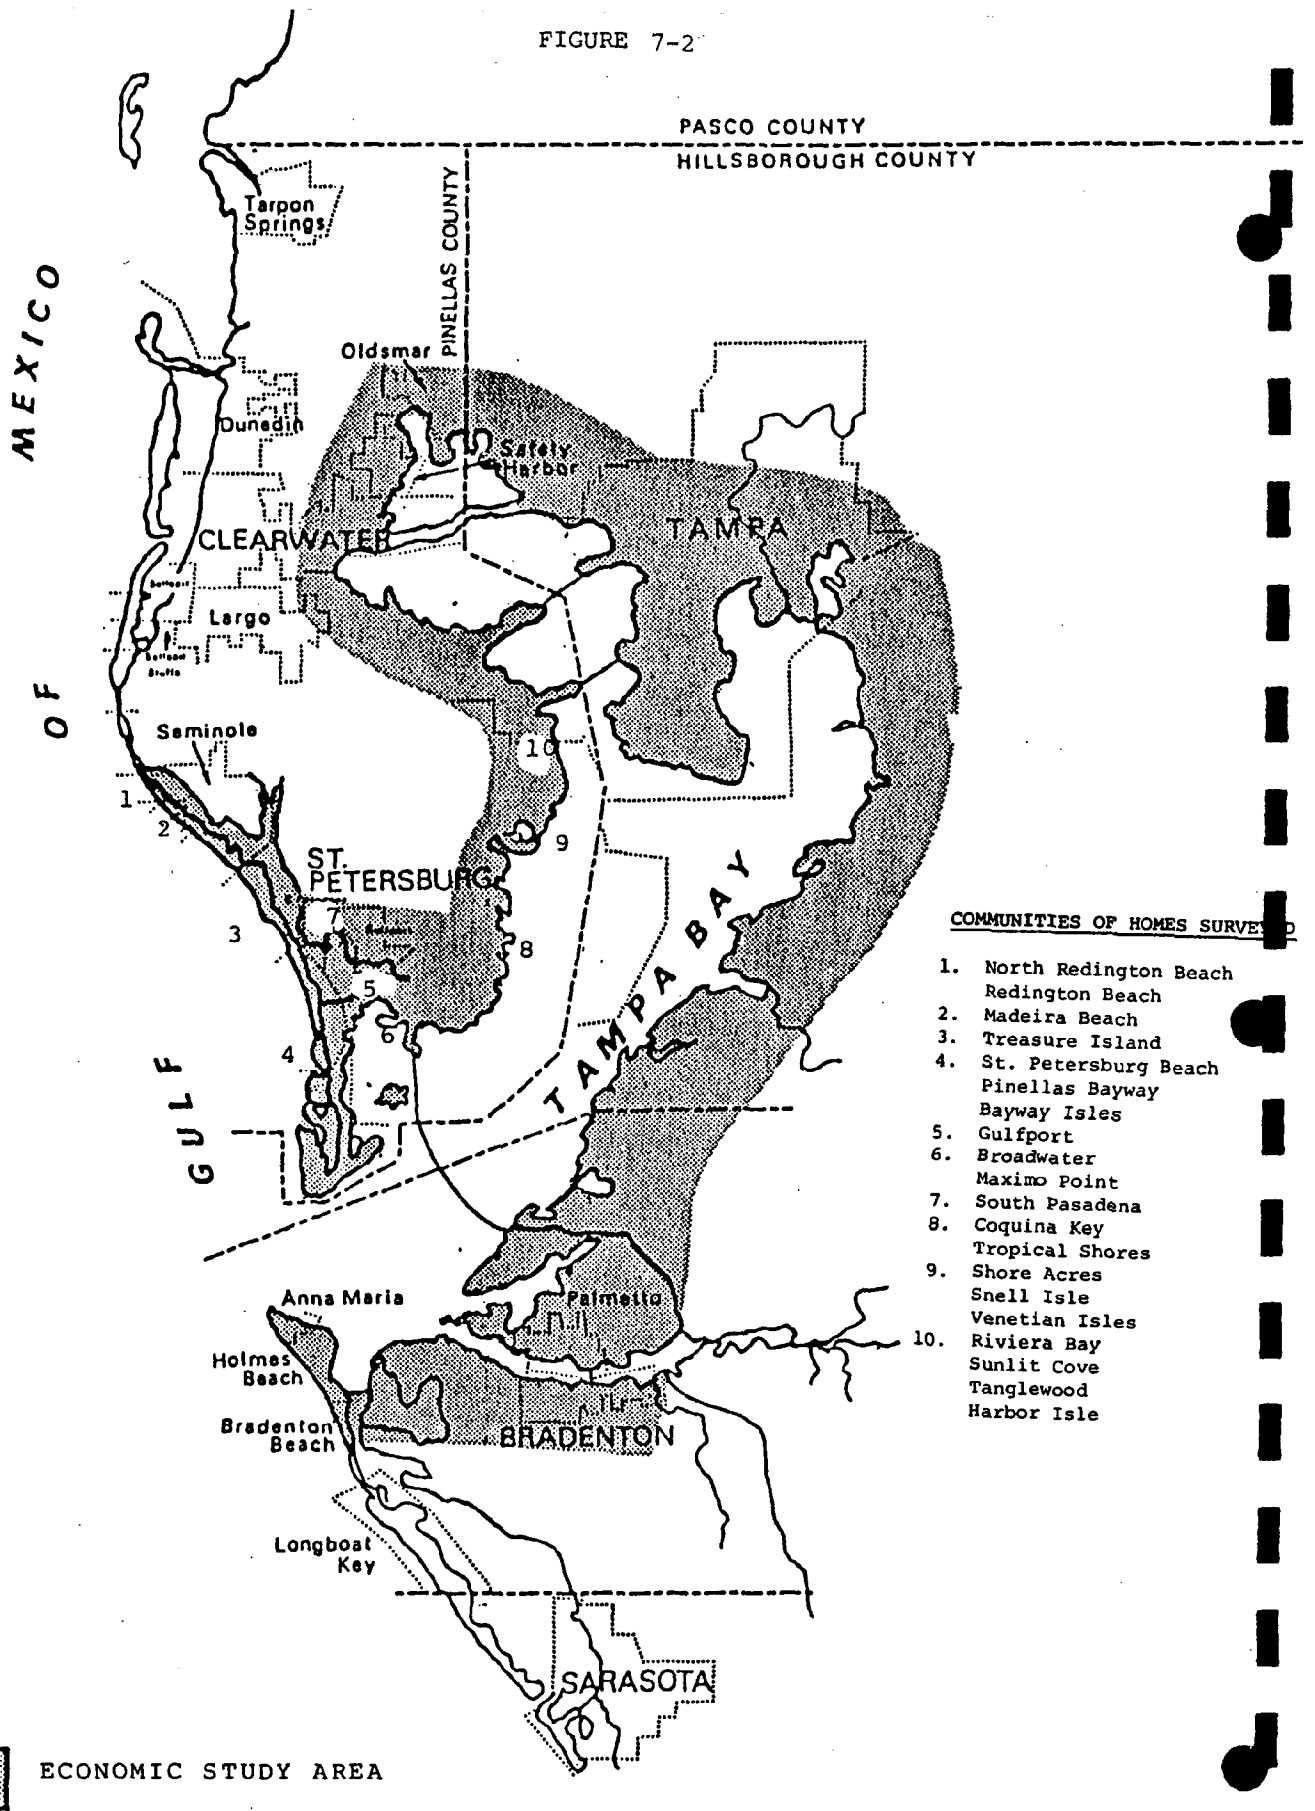 FIGURE 7-2
PASCO COUNTY
HILLSBOROUGH COUNTY
PINELLAS COUNTY
Tarpon
Springs
MEXICO
OF
GULF
Oldsmar
Dunedin
Safety
Harbor
CLEARWATER
TAMPA
Largo
Seminole
10
1
2
9
ST.
PETERSBURG
7
3
8
5
6
4
TAMPA BAY
COMMUNITIES OF HOMES SURVEYED
1. North Redington Beach
Redington Beach
2. Madeira Beach
3. Treasure Island
4. St. Petersburg Beach
Pinellas Bayway
Bayway Isles
5. Gulfport
6. Broadwater
Maximo Point
7. South Pasadena
8. Coquina Key
Tropical Shores
9. Shore Acres
Snell Isle
Venetian Isles
10. Riviera Bay
Sunlit Cove
Tanglewood
Harbor Isle
Anna Maria
Palmetto
Holmes
Beach
Bradenton
Beach
BRADENTON
Longboat
Key
SARASOTA
ECONOMIC STUDY AREA